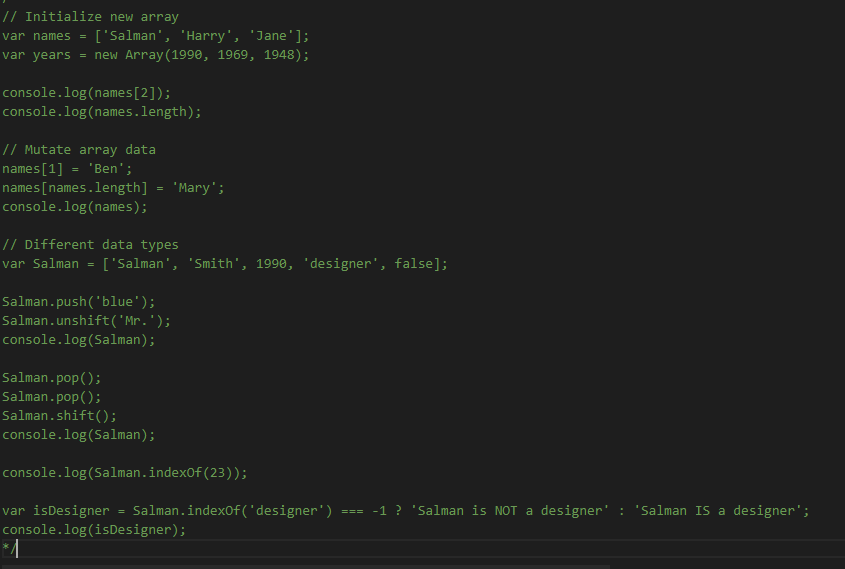 // Initialize new array
var names = ['Salman', 'Harry', 'Jane'];
var years = new Array(1990, 1969, 1948);
console.log(names[2]);
console.log(names.length);
// Mutate array data
names[1] = 'Ben';
names[names.length] = 'Mary';
console.log(names);
// Different data types
var Salman = ['Salman', 'Smith', 1990, 'designer', false];
Salman.push('blue');
Salman.unshift('Mr.');
console.log(Salman);
Salman.pop();
Salman.pop();
Salman.shift();
console.log(Salman);
console.log(Salman.indexOf(23));
var isDesigner = Salman.indexOf('designer') === -1 ? 'Salman is NOT a designer' : 'Salman IS a designer';
console.log(isDesigner);
*/